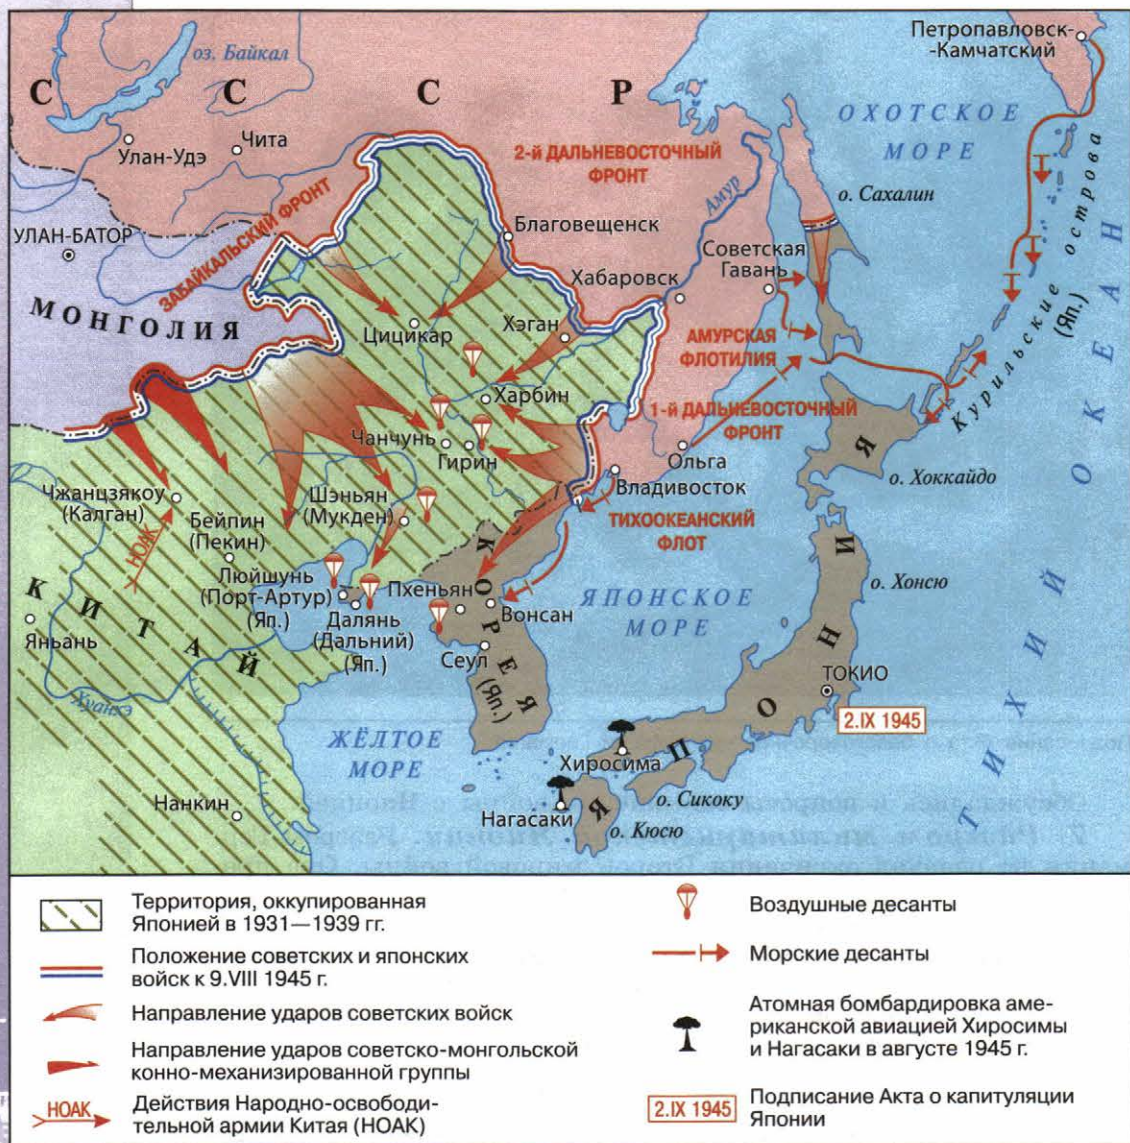 Петропавловск-
-Камчатский
оз. Байкал
С С С Р
ОХОТСКОЕ
МОРЕ
Улан-Удэ
Чита
2-й ДАЛЬНЕВОСТОЧНЫЙ
ФРОНТ
Амур
о. Сахалин
УЛАН-БАТОР
ЗАБАЙКАЛЬСКИЙ ФРОНТ
Благовещенск
Советская
Гавань
Хабаровск
МОНГОЛИЯ
Цицикар
Хэган
АМУРСКАЯ
ФЛОТИЛИЯ
Курильские острова
(Яп.)
Харбин
1-й ДАЛЬНЕВОСТОЧНЫЙ
ФРОНТ
Чанчунь
Гирин
Ольга
Владивосток
о. Хоккайдо
Чжанцзякоу
(Калган)
Шэньян
(Мукден)
НОАК
Бейпин
(Пекин)
ТИХООКЕАНСКИЙ
ФЛОТ
Люйшунь
(Порт-Артур)
(Яп.)
Далянь
(Дальний)
(Яп.)
Пхеньян
Вонсан
Сеул
КОРЕЯ
(Яп.)
ЯПОНСКОЕ
МОРЕ
о. Хонсю
КИТАЙ
Яньань
Хуанхэ
ТОКИО
2.IX 1945
ЯПОНИЯ
ТИХИЙ ОКЕАН
ЖЁЛТОЕ
МОРЕ
Хиросима
Нагасаки
о. Сикоку
о. Кюсю
Нанкин
Территория, оккупированная
Японией в 1931—1939 гг.
Положение советских и японских
войск к 9.VIII 1945 г.
Направление ударов советских войск
Направление ударов советско-монгольской
конно-механизированной группы
НОАК
Действия Народно-освободи-
тельной армии Китая (НОАК)
Воздушные десанты
Морские десанты
Атомная бомбардировка аме-
риканской авиацией Хиросимы
и Нагасаки в августе 1945 г.
2.IX 1945
Подписание Акта о капитуляции
Японии